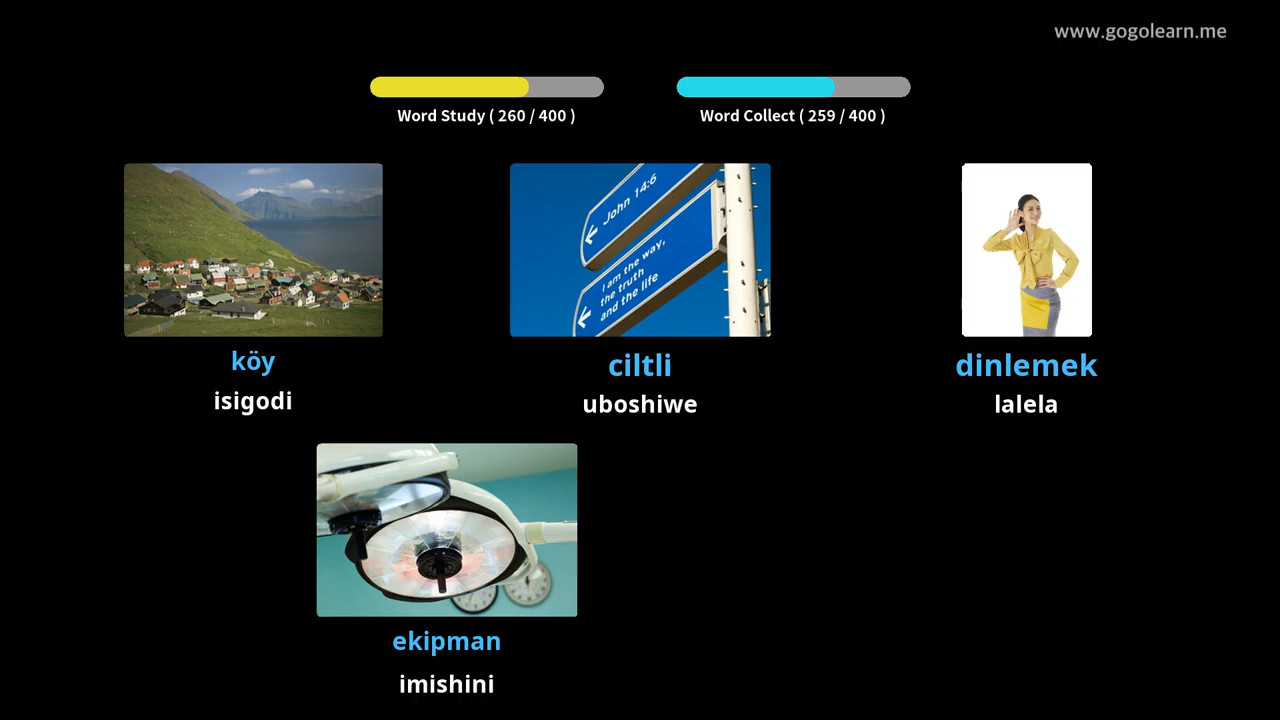 www.gogolearn.me
Word Study ( 260 / 400 )
Word Collect ( 259 / 400 )
John 14:6
I am the way,
the truth
and the life
köy
isigodi
ciltli
uboshiwe
dinlemek
lalela
ekipman
imishini